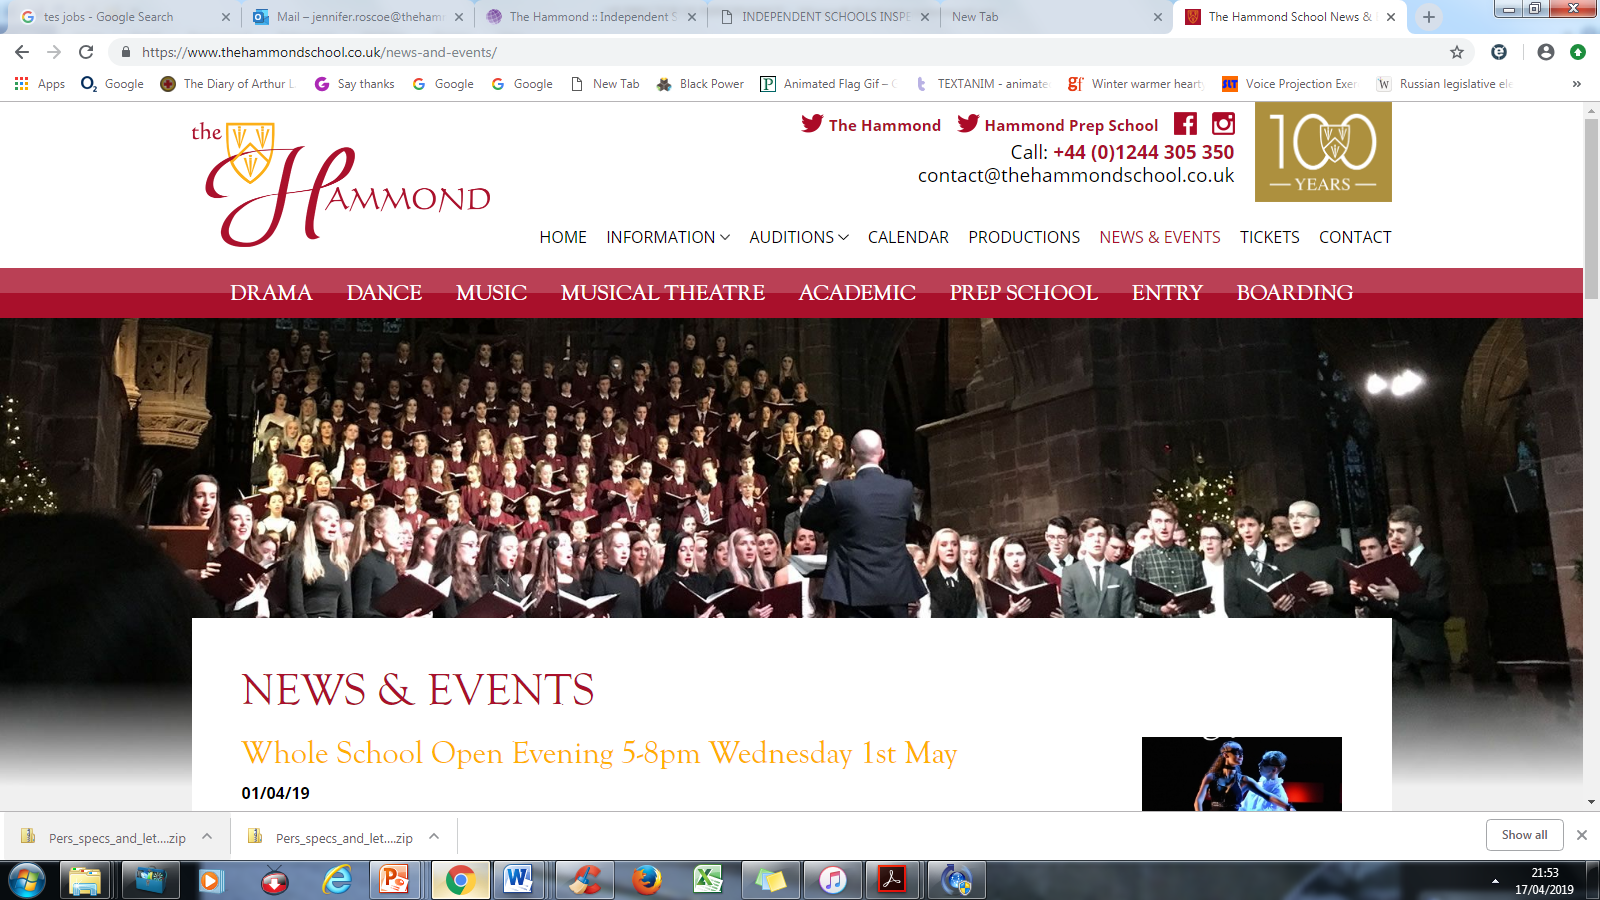 tes jobs - Google Search
Mail – jennifer.roscoe@theham
The Hammond :: Independent S
INDEPENDENT SCHOOLS INSPE
New Tab
The Hammond School News &
https://www.thehammondschool.co.uk/news-and-events/
Apps
O2 Google
The Diary of Arthur L
Say thanks
Google
Google
New Tab
Black Power
Animated Flag Gif –
TEXTANIM - animate
gf Winter warmer heart
SLT Voice Projection Exer
W Russian legislative ele
the Hammond
The Hammond
Hammond Prep School
Call: +44 (0)1244 305 350
contact@thehammondschool.co.uk
100
YEARS
HOME
INFORMATION
AUDITIONS
CALENDAR
PRODUCTIONS
NEWS & EVENTS
TICKETS
CONTACT
DRAMA
DANCE
MUSIC
MUSICAL THEATRE
ACADEMIC
PREP SCHOOL
ENTRY
BOARDING
NEWS & EVENTS
Whole School Open Evening 5-8pm Wednesday 1st May
01/04/19
Pers_specs_and_let....zip
Pers_specs_and_let....zip
Show all
21:53
17/04/2019